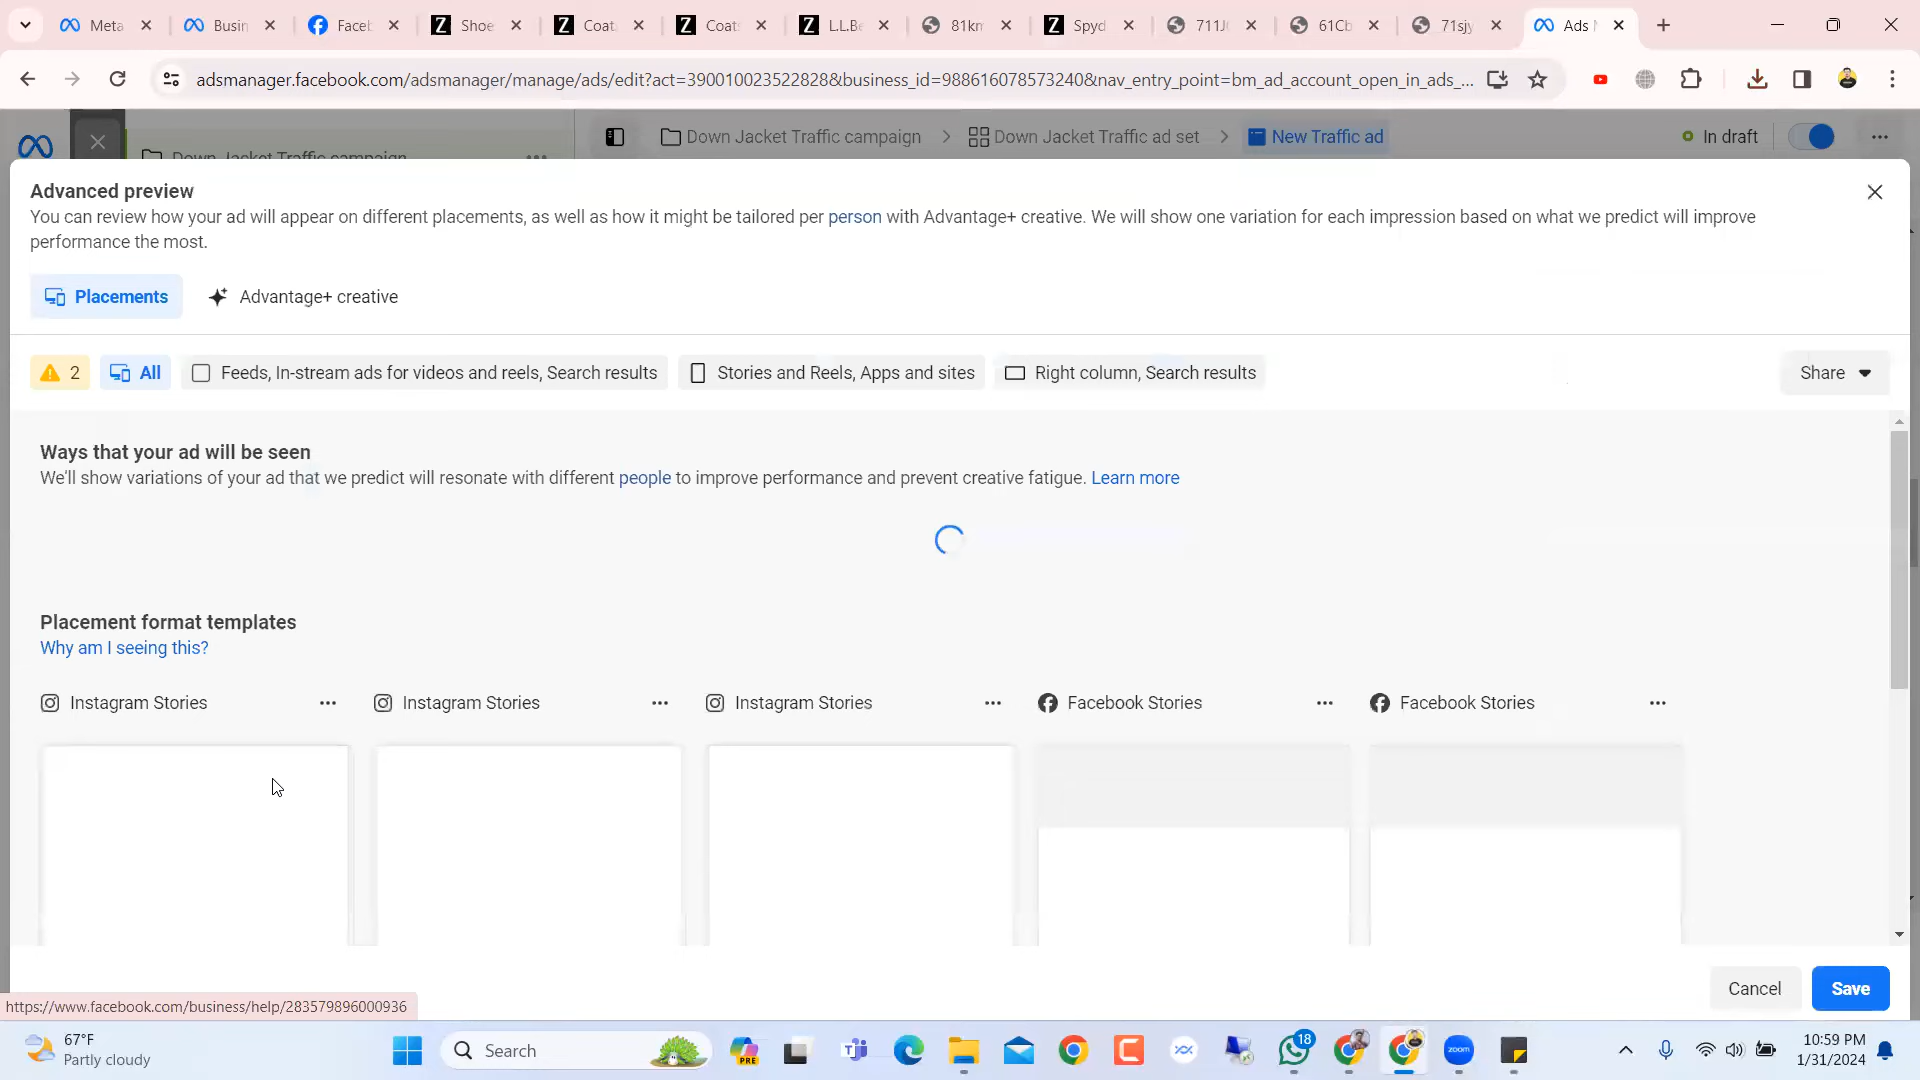 Meta
Busin
Facel
Shoe
Coat
Coat
L.L.Be
81km
Spyd
711J
61Cb
71sjy
Ads
adsmanager.facebook.com/adsmanager/manage/ads/edit?act=390010023522828&business_id=988616078573240&nav_entry_point=bm_ad_account_open_in_ads_...
Down Jacket Traffic campaign
Down Jacket Traffic campaign
Down Jacket Traffic ad set
New Traffic ad
In draft
Advanced preview
You can review how your ad will appear on different placements, as well as how it might be tailored per person with Advantage+ creative. We will show one variation for each impression based on what we predict will improve
performance the most.
Placements
Advantage+ creative
2
All
Feeds, In-stream ads for videos and reels, Search results
Stories and Reels, Apps and sites
Right column, Search results
Share
Ways that your ad will be seen
We'll show variations of your ad that we predict will resonate with different people to improve performance and prevent creative fatigue. Learn more
Placement format templates
Why am I seeing this?
Instagram Stories
Instagram Stories
Instagram Stories
Facebook Stories
Facebook Stories
Cancel
Save
https://www.facebook.com/business/help/283579896000936
67°F
Partly cloudy
Search
PRE
18
zoom
10:59 PM
1/31/2024